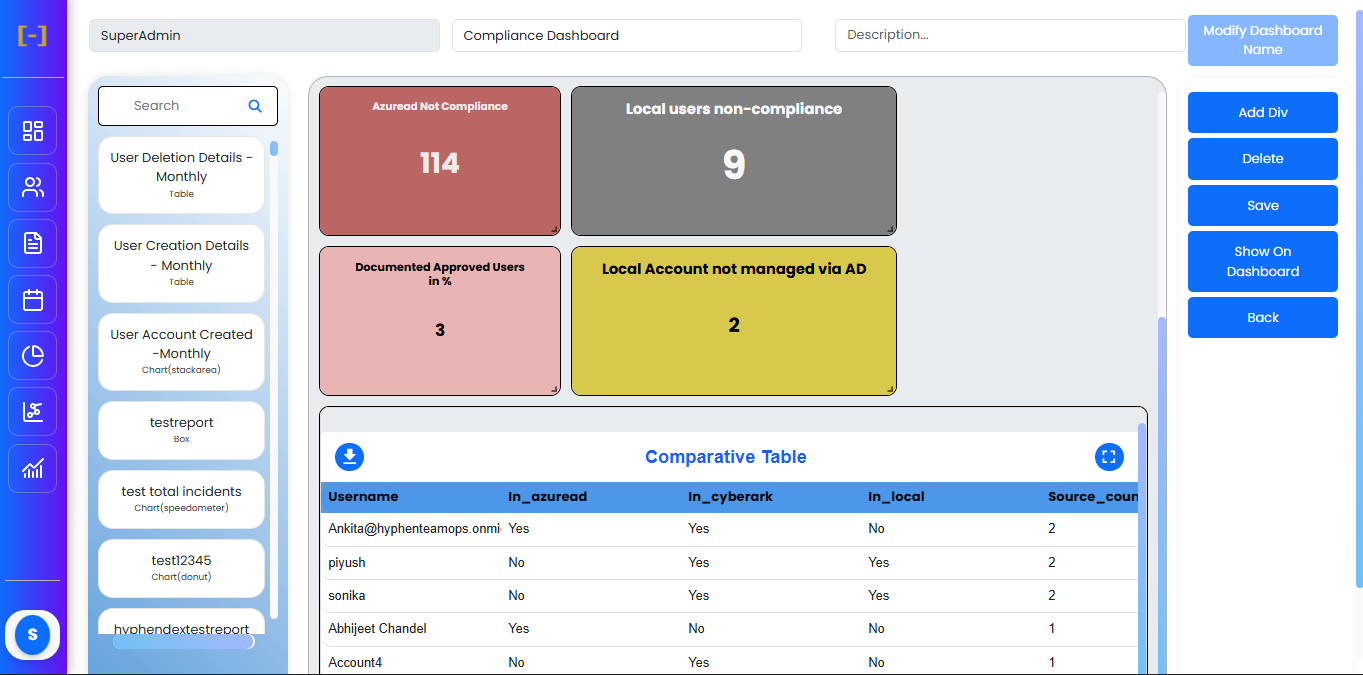 [-]
SuperAdmin
Compliance Dashboard
Description...
Modify Dashboard
Name
Search
User Deletion Details -
Monthly
Table
User Creation Details
- Monthly
Table
User Account Created
-Monthly
Chart(stackarea)
testreport
Box
test total incidents
Chart(speedometer)
test12345
Chart(donut)
hyphendextestreport
S
Azuread Not Compliance
114
Local users non-compliance
9
Documented Approved Users
in %
3
Local Account not managed via AD
2
Comparative Table
Username In_azuread In_cyberark In_local Source_coun
Ankita@hyphenteamops.onmi Yes Yes No 2
piyush No Yes Yes 2
sonika No Yes Yes 2
Abhijeet Chandel Yes No No 1
Account4 No Yes No 1
Add Div
Delete
Save
Show On
Dashboard
Back